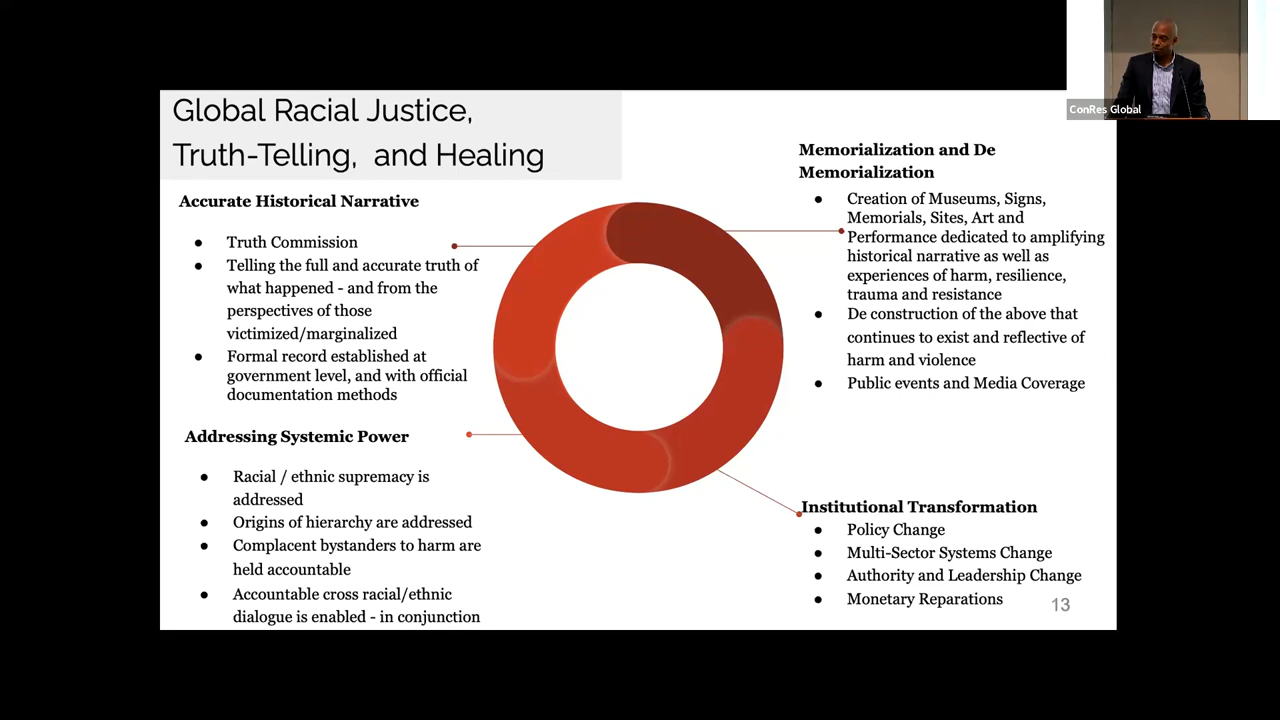 ConRes Global
Global Racial Justice,
Truth-Telling, and Healing
Accurate Historical Narrative
● Truth Commission
● Telling the full and accurate truth of
what happened - and from the
perspectives of those
victimized/marginalized
● Formal record established at
government level, and with official
documentation methods
Addressing Systemic Power
● Racial / ethnic supremacy is
addressed
● Origins of hierarchy are addressed
● Complacent bystanders to harm are
held accountable
● Accountable cross racial/ethnic
dialogue is enabled - in conjunction
Memorialization and De
Memorialization
● Creation of Museums, Signs,
Memorials, Sites, Art and
Performance dedicated to amplifying
historical narrative as well as
experiences of harm, resilience,
trauma and resistance
● De construction of the above that
continues to exist and reflective of
harm and violence
● Public events and Media Coverage
Institutional Transformation
● Policy Change
● Multi-Sector Systems Change
● Authority and Leadership Change
● Monetary Reparations
13